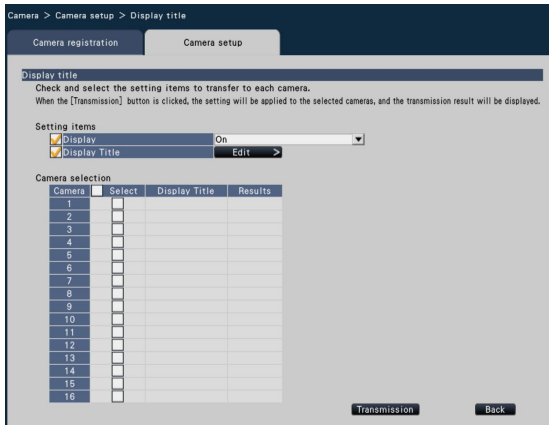 Camera > Camera setup > Display title
Camera registration
Camera setup
Display title
Check and select the setting items to transfer to each camera.
When the [Transmission] button is clicked, the setting will be applied to the selected cameras, and the transmission result will be displayed.
Setting items
Display On
Display Title Edit >
Camera selection
Camera Select Display Title Results
1
2
3
4
5
6
7
8
9
10
11
12
13
14
15
16
Transmission Back